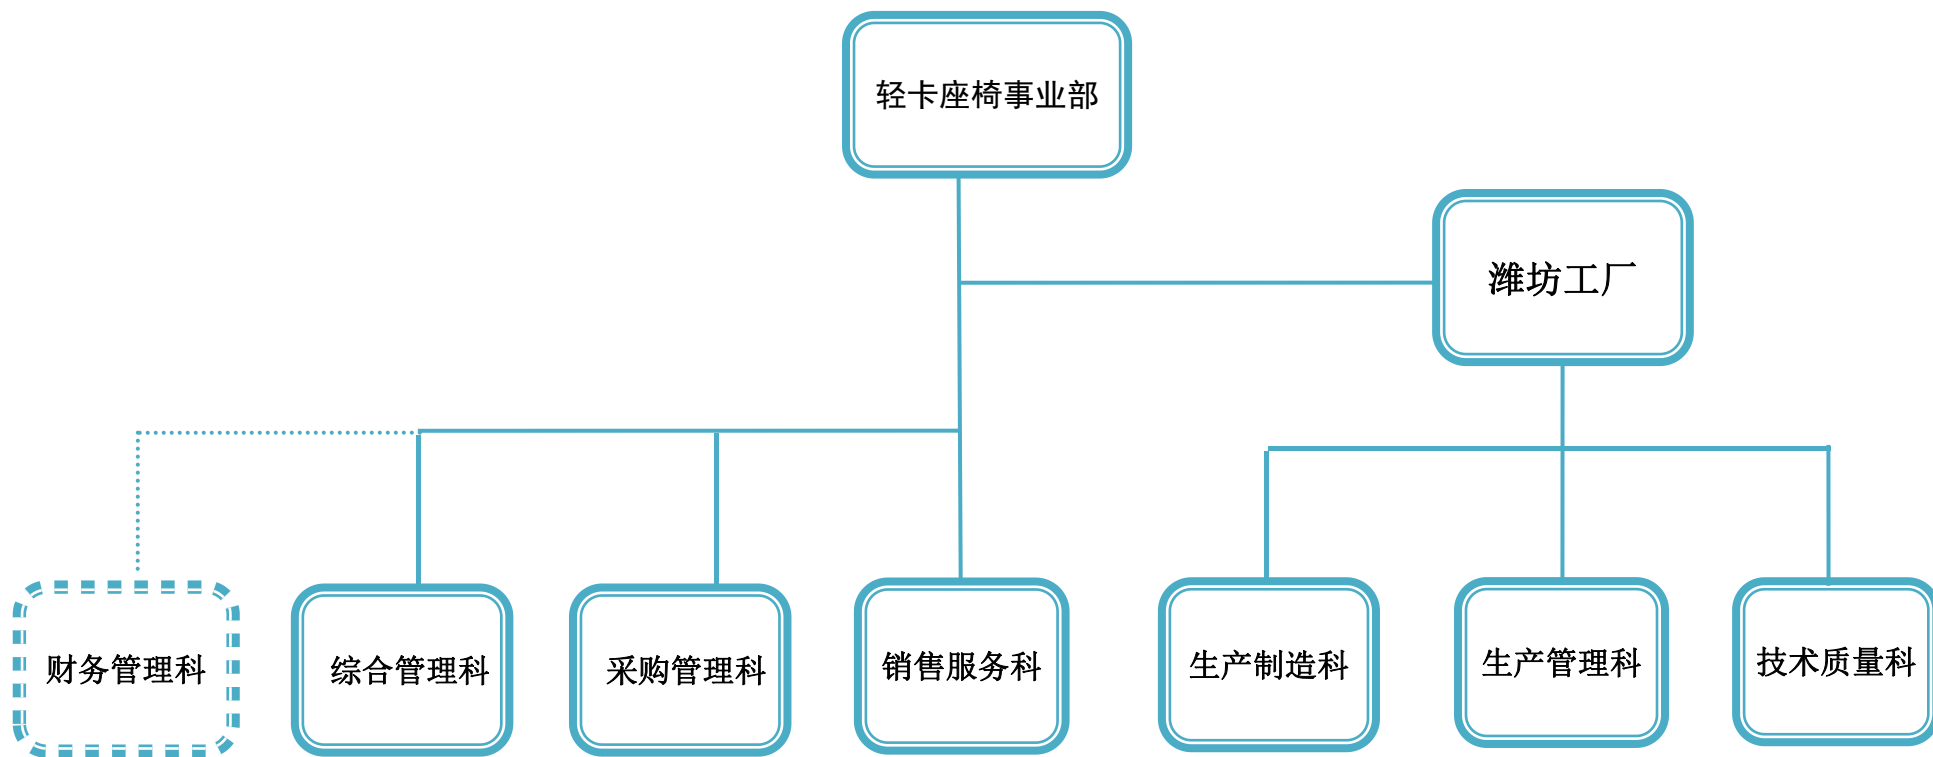 轻卡座椅事业部
潍坊工厂
财务管理科
综合管理科
采购管理科
销售服务科
生产制造科
生产管理科
技术质量科